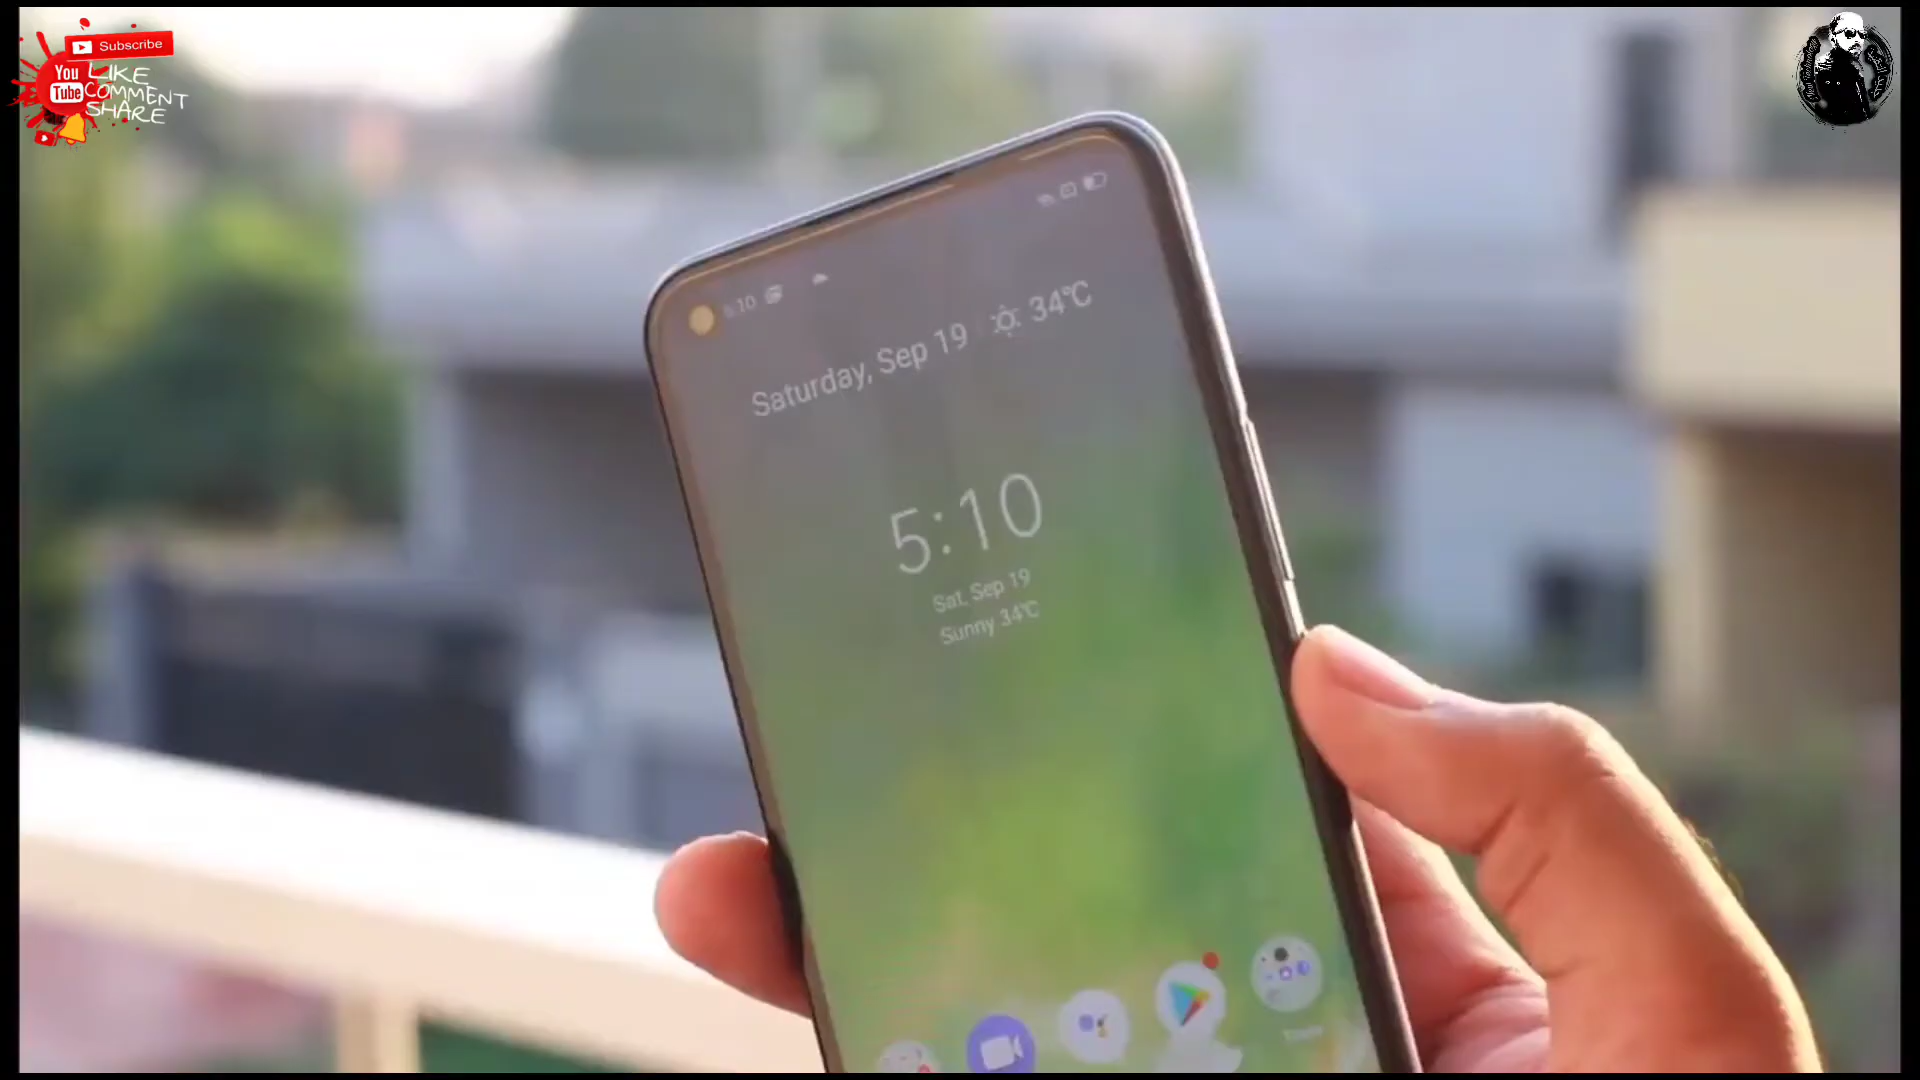 Subscribe
You
Tube
LIKE
COMMENT
SHARE
5:10
Saturday, Sep 19
34°C
5:10
Sat, Sep 19
Sunny 34°C